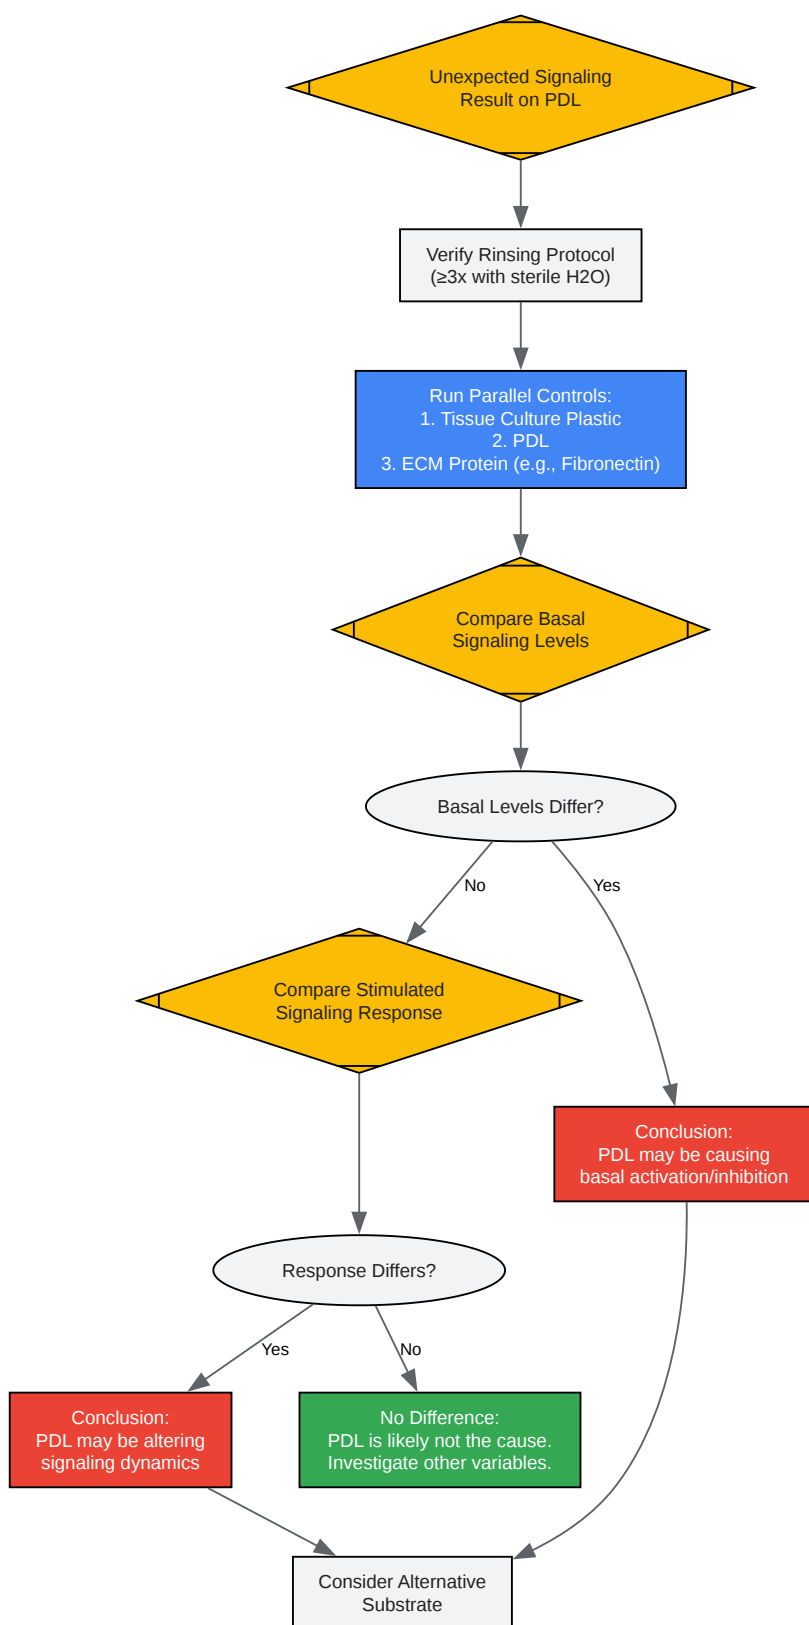 Unexpected Signaling
Result on PDL
Verify Rinsing Protocol
(≥3x with sterile H2O)
Run Parallel Controls:
1. Tissue Culture Plastic
2. PDL
3. ECM Protein (e.g., Fibronectin)
Compare Basal
Signaling Levels
Basal Levels Differ?
No
Yes
Compare Stimulated
Signaling Response
Conclusion:
PDL may be causing
basal activation/inhibition
Response Differs?
Yes
No
Conclusion:
PDL may be altering
signaling dynamics
No Difference:
PDL is likely not the cause.
Investigate other variables.
Consider Alternative
Substrate